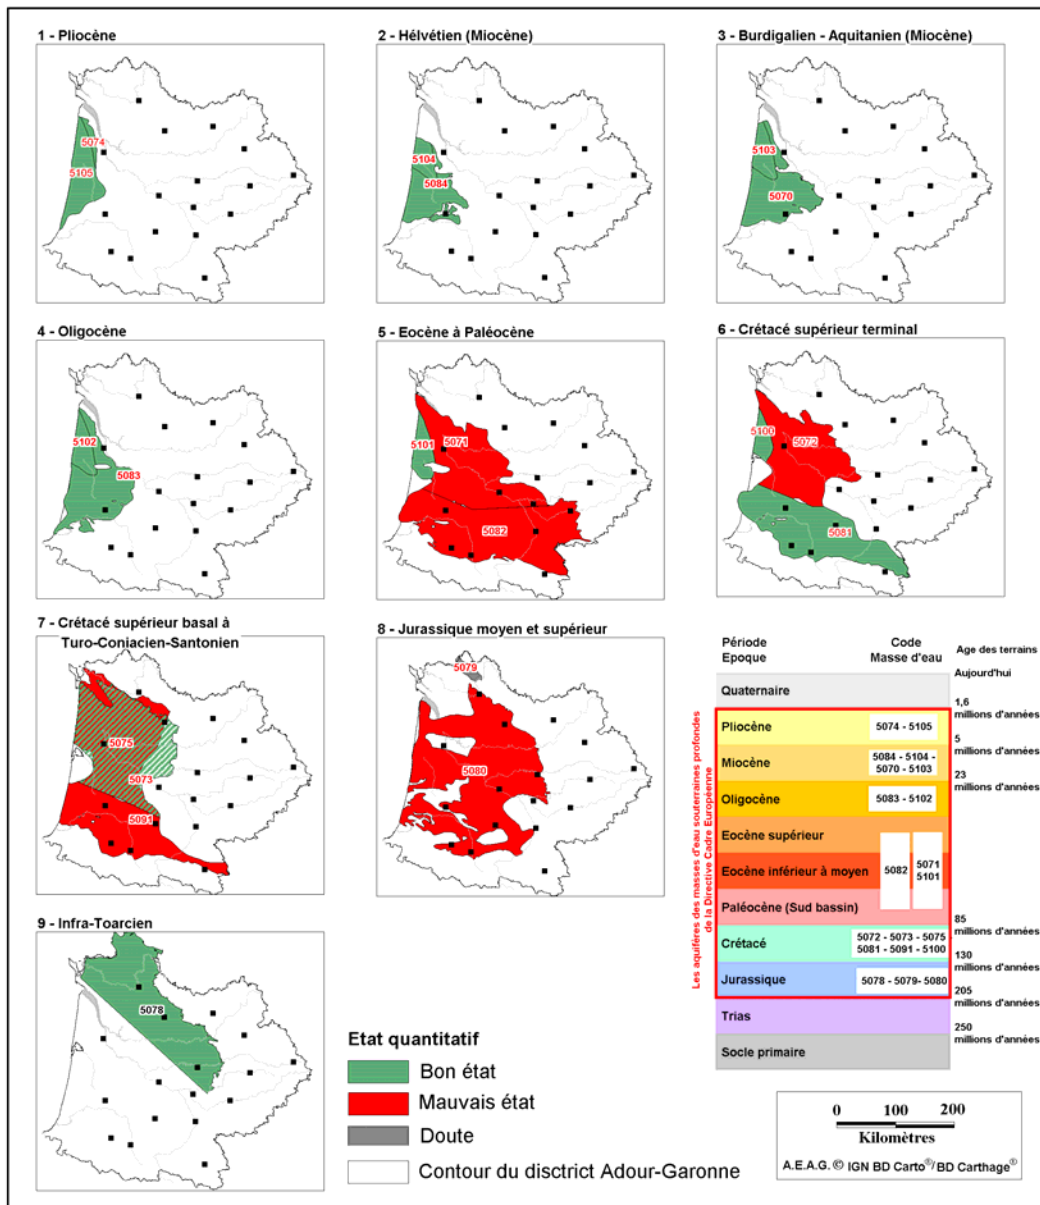 1 - Pliocène
5074
5105
2 - Hélvétien (Miocène)
5104
5084
3 - Burdigalien - Aquitanien (Miocène)
5103
5070
4 - Oligocène
5102
5083
5 - Eocène à Paléocène
5101
5071
5082
6 - Crétacé supérieur terminal
5100
5072
5081
7 - Crétacé supérieur basal à
Turo-Coniacien-Santonien
5075
5073
5091
8 - Jurassique moyen et supérieur
5079
5080
9 - Infra-Toarcien
5078
Etat quantitatif
Bon état
Mauvais état
Doute
Contour du disctrict Adour-Garonne
Les aquifères des masses d'eau souterraines profondes
de la Directive Cadre Européenne
Période
Epoque
Code
Masse d'eau
Age des terrains
Aujourd'hui
Quaternaire
1,6
millions d'années
Pliocène
5074 - 5105
5
millions d'années
Miocène
5084 - 5104 -
5070 - 5103
23
millions d'années
Oligocène
5083 - 5102
Eocène supérieur
Eocène inférieur à moyen
5082
5071
5101
Paléocène (Sud bassin)
85
millions d'années
Crétacé
5072 - 5073 - 5075
5081 - 5091 - 5100
130
millions d'années
Jurassique
5078 - 5079- 5080
205
millions d'années
Trias
250
millions d'années
Socle primaire
0 100 200
Kilomètres
A.E.A.G. © IGN BD Carto®/BD Carthage®